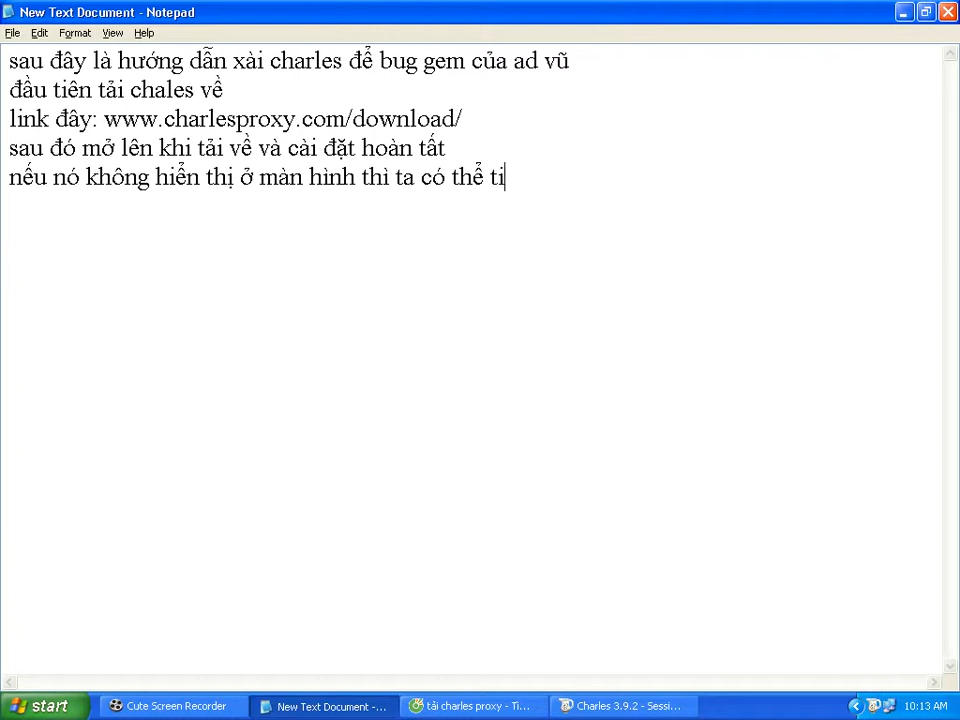 New Text Document - Notepad
File Edit Format View Help
sau đây là hướng dẫn xài charles để bug gem của ad vũ
đầu tiên tải chales về
link đây: www.charlesproxy.com/download/
sau đó mở lên khi tải về và cài đặt hoàn tất
nếu nó không hiển thị ở màn hình thì ta có thể ti
start Cute Screen Recorder New Text Document -... tải charles proxy - Ti... Charles 3.9.2 - Sessi... 10:13 AM